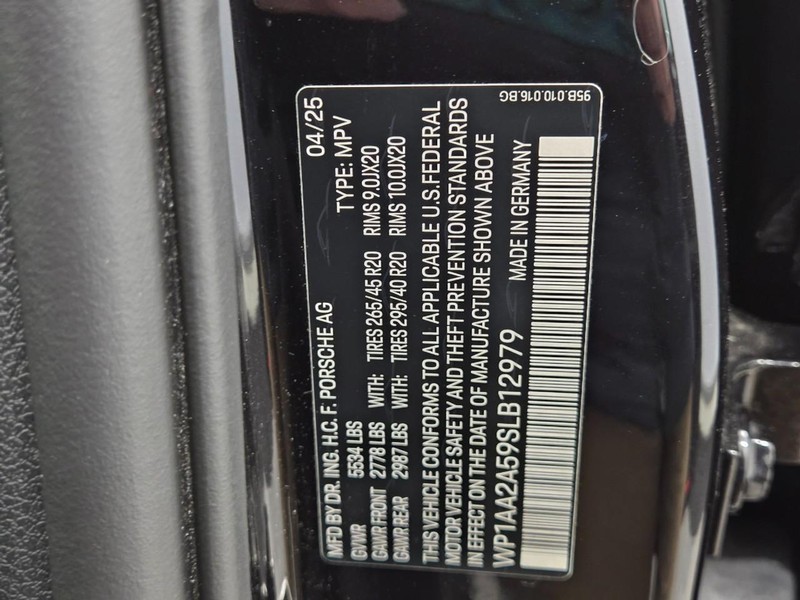 MFD BY DR. ING. H.C. F. PORSCHE AG 04/25
GVWR 5534 LBS TYPE: MPV
GAWR FRONT 2778 LBS WITH: TIRES 265/45 R20 RIMS 9.0JX20
GAWR REAR 2987 LBS WITH: TIRES 295/40 R20 RIMS 10.0JX20
THIS VEHICLE CONFORMS TO ALL APPLICABLE U.S. FEDERAL
MOTOR VEHICLE SAFETY AND THEFT PREVENTION STANDARDS
IN EFFECT ON THE DATE OF MANUFACTURE SHOWN ABOVE
WP1AA2A59SLB12979 MADE IN GERMANY
95B.010.016.BG